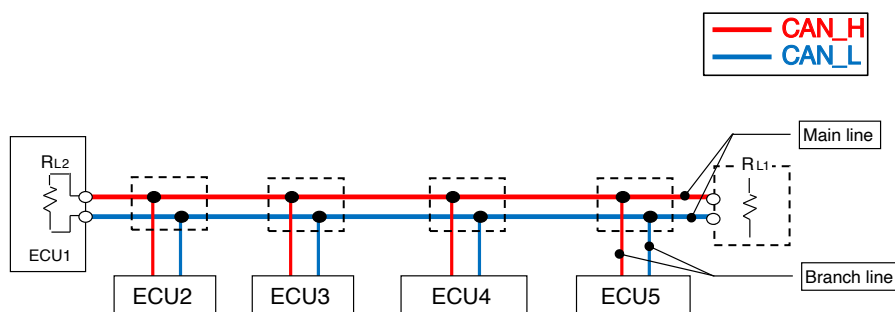 CAN_H
CAN_L
Main line
RL2
RL1
ECU1
Branch line
ECU2
ECU3
ECU4
ECU5